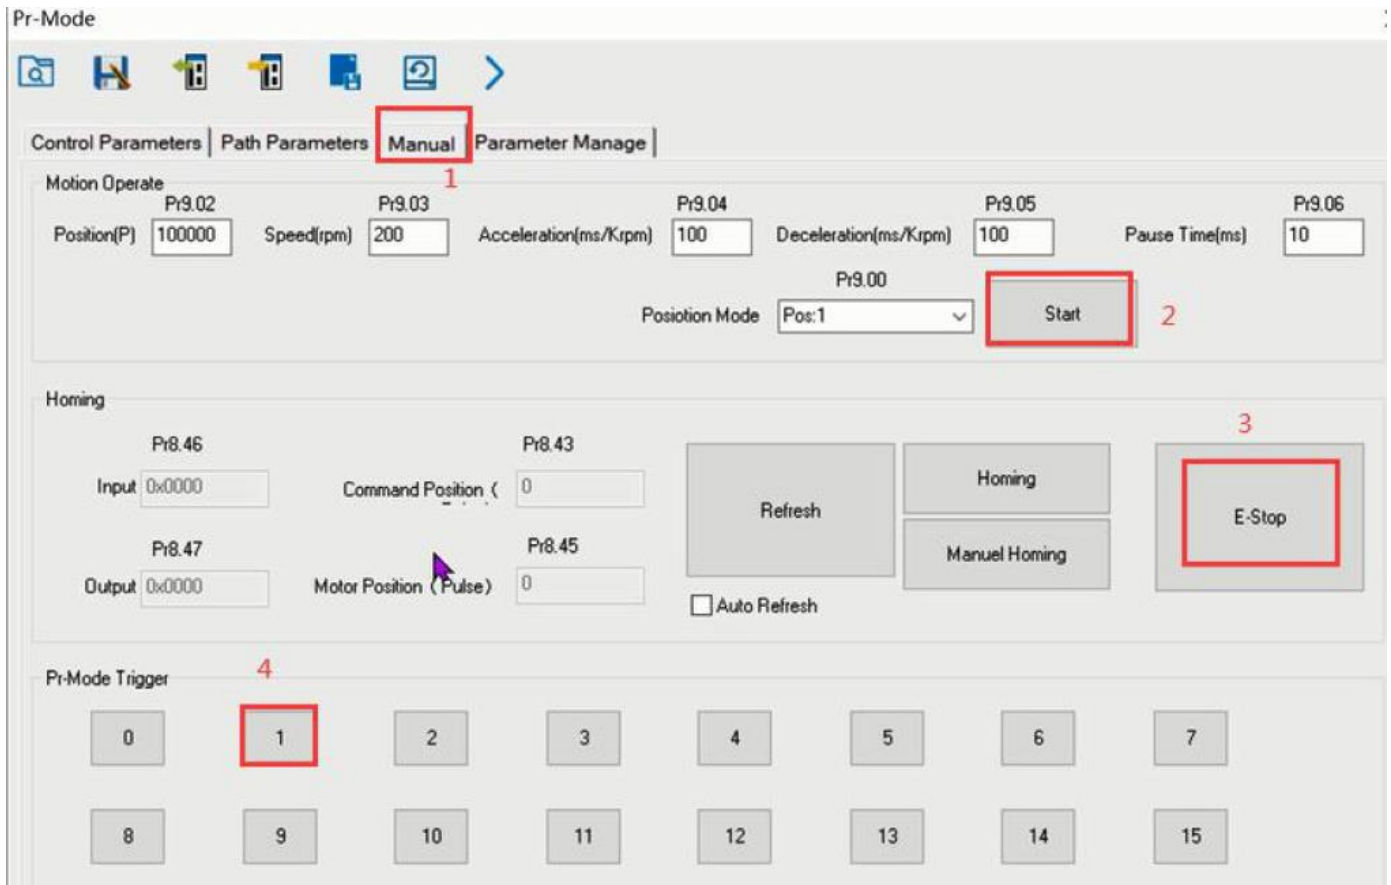 Pr-Mode
Control Parameters Path Parameters Manual Parameter Manage
1
Motion Operate
Pr9.02 Pr9.03 Pr9.04 Pr9.05 Pr9.06
Position(P) 100000 Speed(rpm) 200 Acceleration(ms/Krpm) 100 Deceleration(ms/Krpm) 100 Pause Time(ms) 10
Pr9.00
Posiotion Mode Pos:1 Start 2
Homing
Pr8.46 Pr8.43 3
Input 0x0000 Command Position ( 0 Refresh Homing E-Stop
Pr8.47 Pr8.45 Manuel Homing
Output 0x0000 Motor Position (Pulse) 0
Auto Refresh
4
Pr-Mode Trigger
0 1 2 3 4 5 6 7
8 9 10 11 12 13 14 15